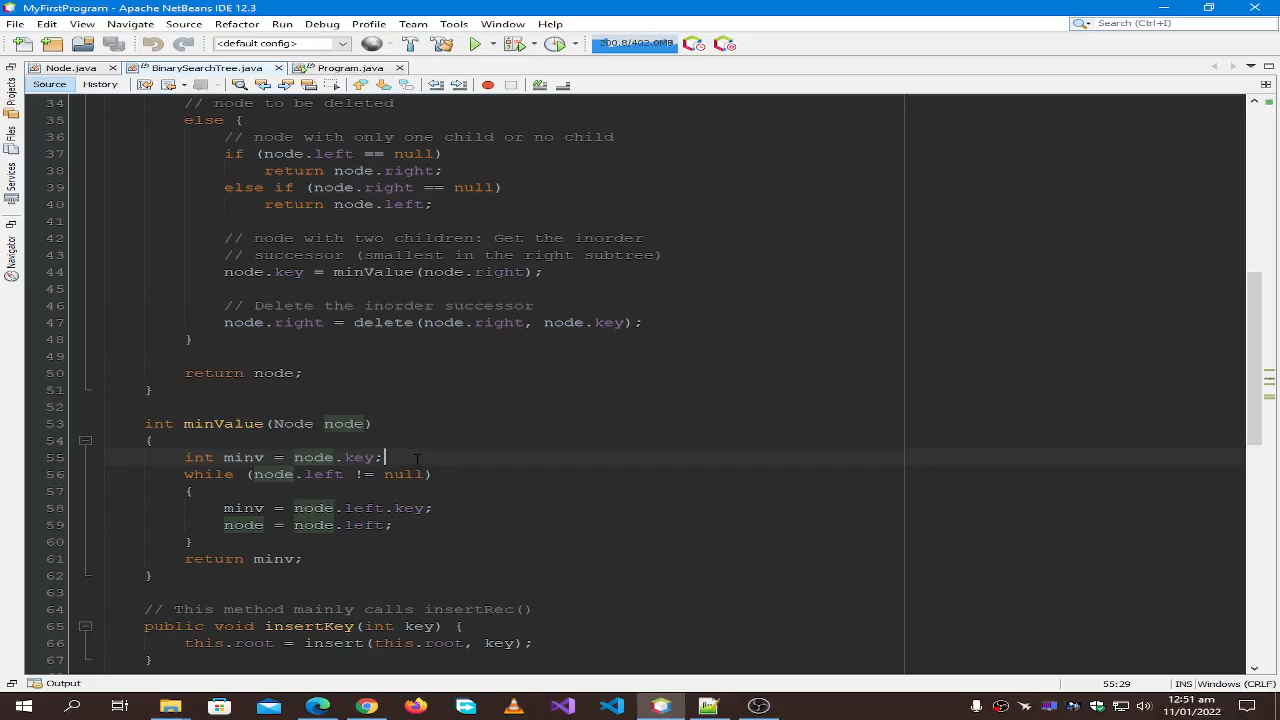 MyFirstProgram - Apache NetBeans IDE 12.3
File Edit View Navigate Source Refactor Run Debug Profile Team Tools Window Help
Search (Ctrl+I)
<default config>
200.8/402.0MB
Node.java
BinarySearchTree.java
Program.java
Source History
Projects
Files
Services
Navigator
34 // node to be deleted
35 else {
36 // node with only one child or no child
37 if (node.left == null)
38 return node.right;
39 else if (node.right == null)
40 return node.left;
41
42 // node with two children: Get the inorder
43 // successor (smallest in the right subtree)
44 node.key = minValue(node.right);
45
46 // Delete the inorder successor
47 node.right = delete(node.right, node.key);
48 }
49
50 return node;
51 }
52
53 int minValue(Node node)
54 {
55 int minv = node.key;
56 while (node.left != null)
57 {
58 minv = node.left.key;
59 node = node.left;
60 }
61 return minv;
62 }
63
64 // This method mainly calls insertRec()
65 public void insertKey(int key) {
66 this.root = insert(this.root, key);
67 }
Output
55:29
INS
Windows (CRLF)
12:51 am
11/01/2022